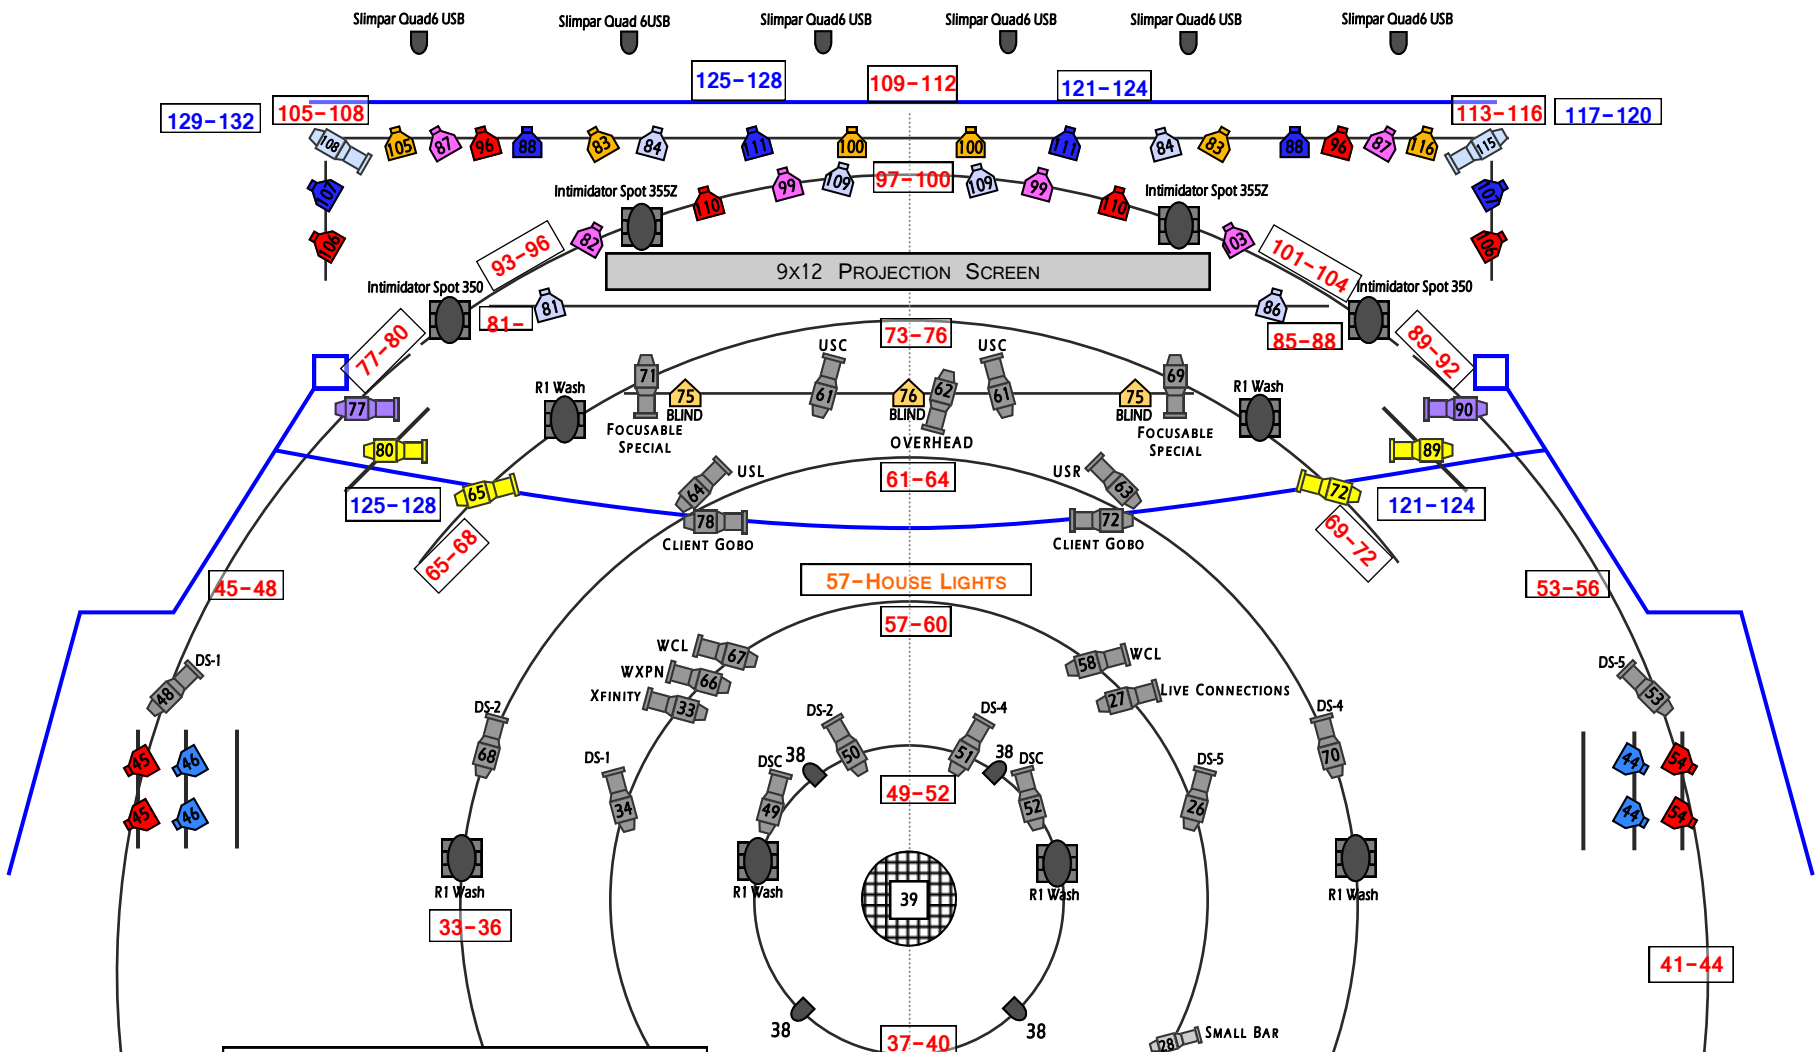 Slimpar Quad6 USB
Slimpar Quad 6USB
Slimpar Quad6 USB
Slimpar Quad6 USB
Slimpar Quad6 USB
Slimpar Quad6 USB
125-128
109-112
121-124
129-132
105-108
113-116
117-120
108
105
87
96
88
83
84
111
100
100
111
84
83
88
96
87
116
115
107
Intimidator Spot 355Z
110
99
109
97-100
109
99
110
Intimidator Spot 355Z
107
106
93-96
82
103
101-104
106
9x12 Projection Screen
Intimidator Spot 350
81-
81
86
85-88
Intimidator Spot 350
77-80
73-76
89-92
USC
USC
71
75
61
76
62
61
75
69
R1 Wash
BLIND
BLIND
BLIND
R1 Wash
77
90
Focusable
Special
Overhead
Focusable
Special
80
89
USL
61-64
USR
65
64
63
72
125-128
78
72
121-124
Client Gobo
Client Gobo
65-68
69-72
45-48
57-House Lights
53-56
57-60
WCL
67
58
WCL
DS-1
WXPN
66
DS-5
48
Xfinity
33
27
Live Connections
53
DS-2
DS-2
DS-4
DS-4
68
50
51
70
45
46
DS-1
DSC
38
38
DSC
DS-5
44
54
49-52
34
49
52
26
45
46
44
54
R1 Wash
R1 Wash
39
R1 Wash
R1 Wash
33-36
41-44
38
37-40
38
28
Small Bar